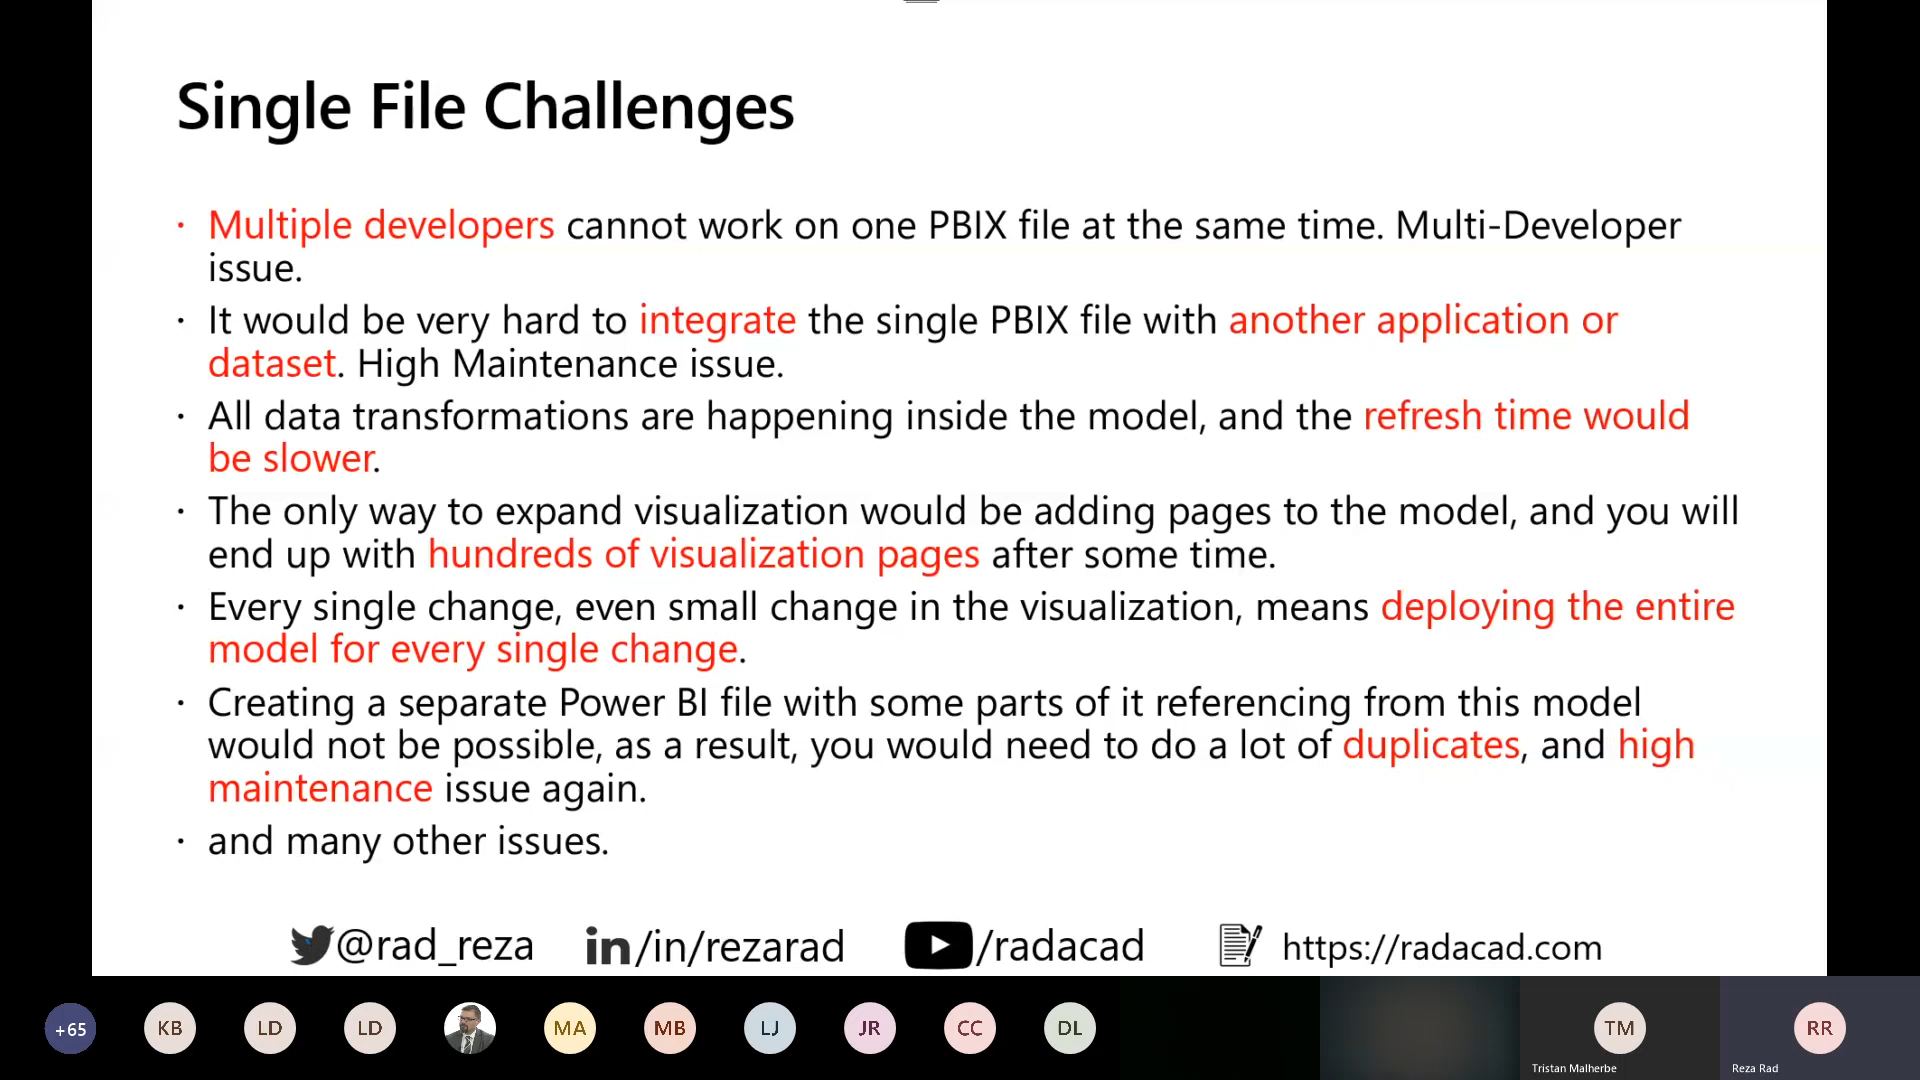 Single File Challenges
· Multiple developers cannot work on one PBIX file at the same time. Multi-Developer
issue.
· It would be very hard to integrate the single PBIX file with another application or
dataset. High Maintenance issue.
· All data transformations are happening inside the model, and the refresh time would
be slower.
· The only way to expand visualization would be adding pages to the model, and you will
end up with hundreds of visualization pages after some time.
· Every single change, even small change in the visualization, means deploying the entire
model for every single change.
· Creating a separate Power BI file with some parts of it referencing from this model
would not be possible, as a result, you would need to do a lot of duplicates, and high
maintenance issue again.
· and many other issues.
@rad_reza in/in/rezarad /radacad https://radacad.com
+65 KB LD LD MA MB LJ JR CC DL TM RR
Tristan Malherbe Reza Rad